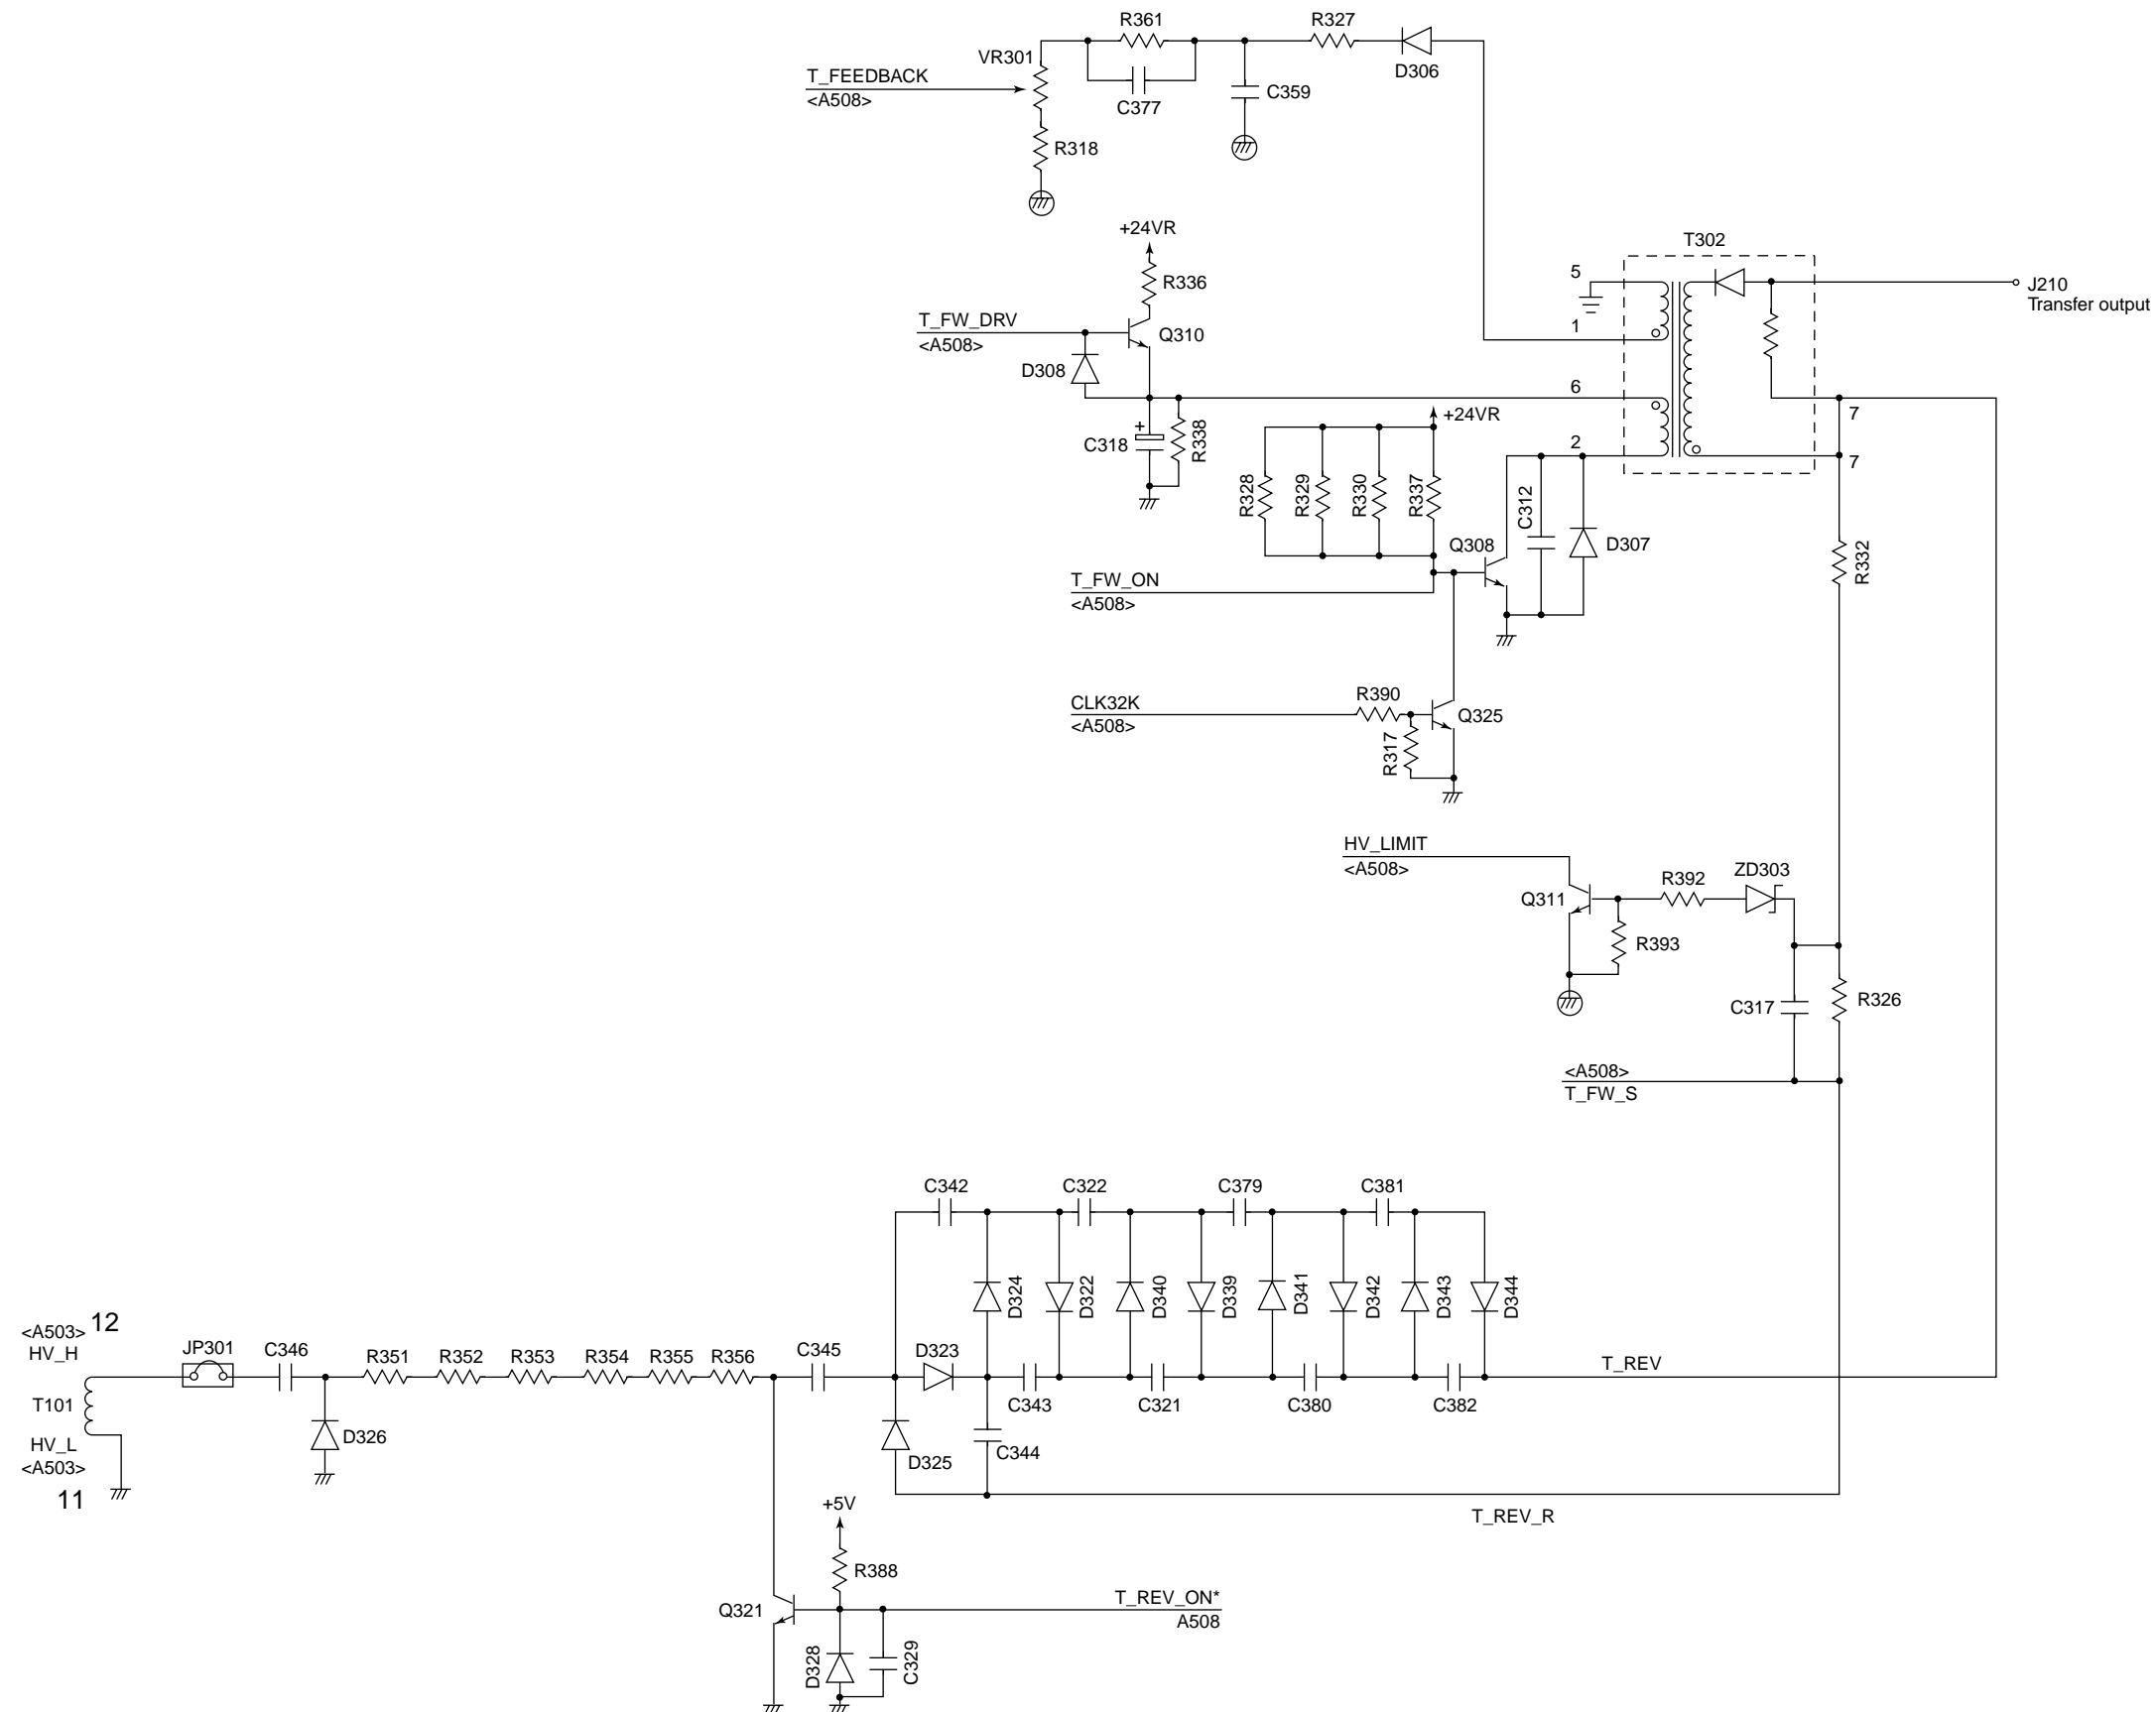 R361
R327
VR301
T_FEEDBACK
<A508>
D306
C377
C359
R318
+24VR
T302
R336
5
J210
Transfer output
T_FW_DRV
<A508>
Q310
1
D308
6
+24VR
7
C318
+
R338
2
7
R328
R329
R330
R337
C312
Q308
D307
R332
T_FW_ON
<A508>
CLK32K
<A508>
R390
Q325
R317
HV_LIMIT
<A508>
ZD303
R392
Q311
R393
C317
R326
<A508>
T_FW_S
C342
C322
C379
C381
D324
D322
D340
D339
D341
D342
D343
D344
<A503> 12
HV_H
JP301
C346
R351
R352
R353
R354
R355
R356
C345
D323
T_REV
T101
C343
C321
C380
C382
HV_L
<A503>
11
D326
D325
C344
+5V
T_REV_R
R388
T_REV_ON*
A508
Q321
D328
C329